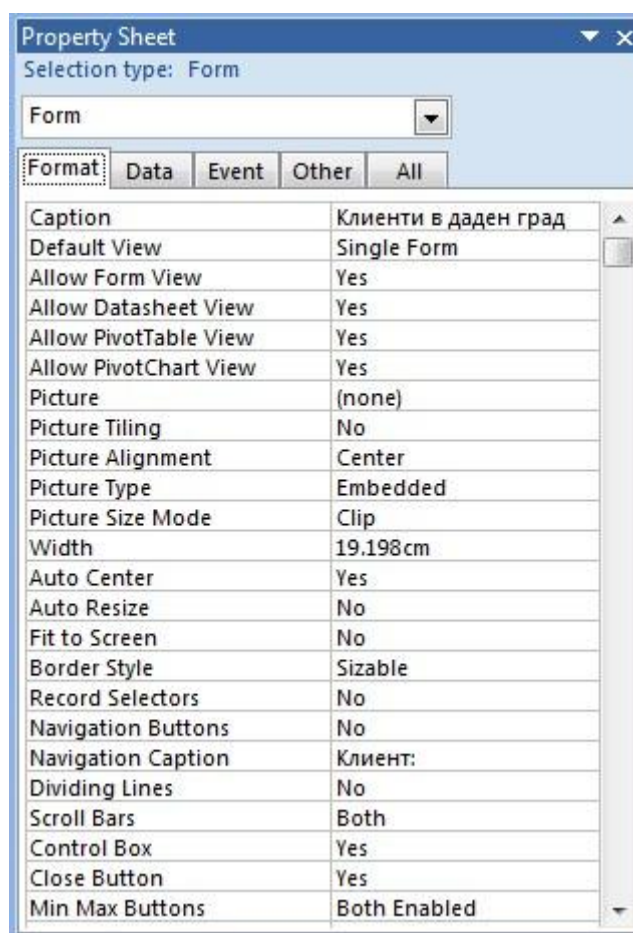 Property Sheet
Selection type: Form
Form
Format Data Event Other All
Caption Клиенти в даден град
Default View Single Form
Allow Form View Yes
Allow Datasheet View Yes
Allow PivotTable View Yes
Allow PivotChart View Yes
Picture (none)
Picture Tiling No
Picture Alignment Center
Picture Type Embedded
Picture Size Mode Clip
Width 19.198cm
Auto Center Yes
Auto Resize No
Fit to Screen No
Border Style Sizable
Record Selectors No
Navigation Buttons No
Navigation Caption Клиент:
Dividing Lines No
Scroll Bars Both
Control Box Yes
Close Button Yes
Min Max Buttons Both Enabled